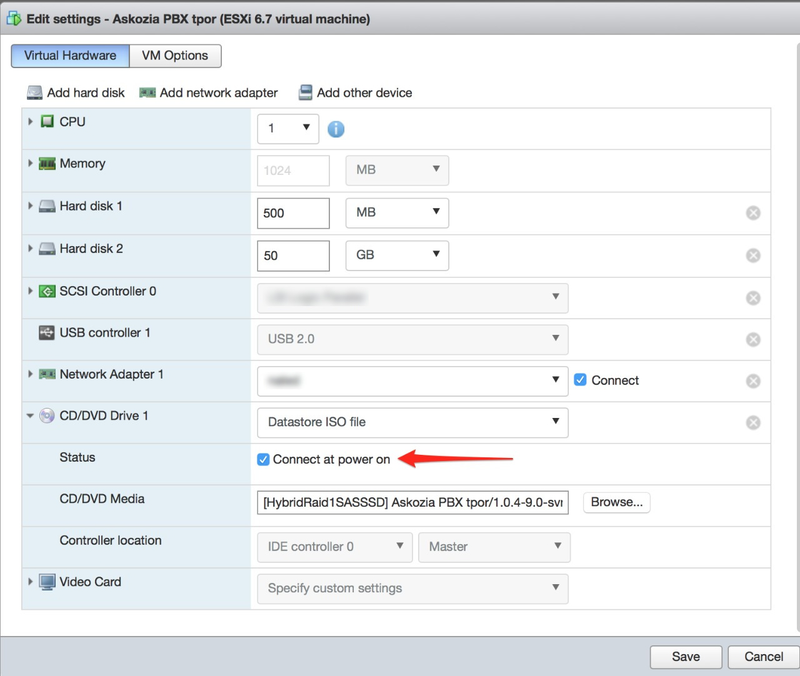 Edit settings - Askozia PBX tpor (ESXi 6.7 virtual machine)
Virtual Hardware VM Options
Add hard disk Add network adapter Add other device
CPU 1
Memory 1024 MB
Hard disk 1 500 MB
Hard disk 2 50 GB
SCSI Controller 0
USB controller 1 USB 2.0
Network Adapter 1 Connect
CD/DVD Drive 1 Datastore ISO file
Status Connect at power on
CD/DVD Media [HybridRaid1SASSSD] Askozia PBX tpor/1.0.4-9.0-svn Browse...
Controller location IDE controller 0 Master
Video Card Specify custom settings
Save Cancel